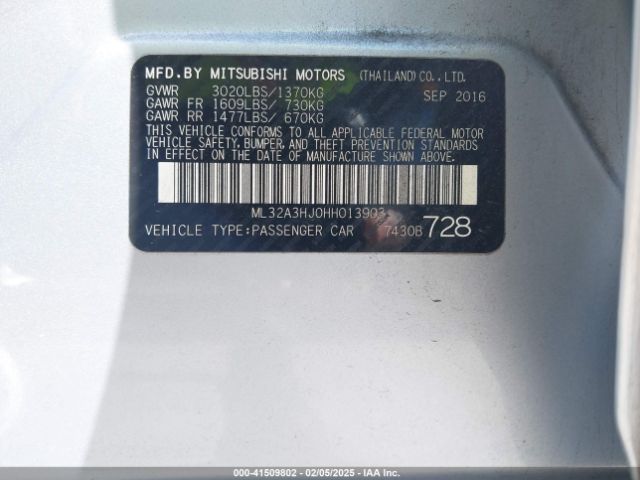 MFD.BY MITSUBISHI MOTORS (THAILAND) CO., LTD.
GVWR 3020LBS/1370KG SEP 2016
GAWR FR 1609LBS/ 730KG
GAWR RR 1477LBS/ 670KG
THIS VEHICLE CONFORMS TO ALL APPLICABLE FEDERAL MOTOR
VEHICLE SAFETY, BUMPER, AND THEFT PREVENTION STANDARDS
IN EFFECT ON THE DATE OF MANUFACTURE SHOWN ABOVE.
ML32A3HJ0HH013903
VEHICLE TYPE:PASSENGER CAR 7430B 728
000-41509802 - 02/05/2025 - IAA Inc.